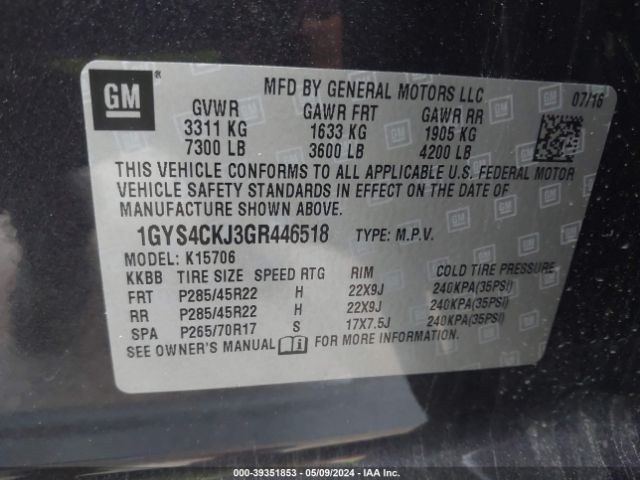 GM
MFD BY GENERAL MOTORS LLC
07/16
GVWR GAWR FRT GAWR RR
3311 KG 1633 KG 1905 KG
7300 LB 3600 LB 4200 LB
THIS VEHICLE CONFORMS TO ALL APPLICABLE U.S. FEDERAL MOTOR
VEHICLE SAFETY STANDARDS IN EFFECT ON THE DATE OF
MANUFACTURE SHOWN ABOVE.
1GYS4CKJ3GR446518 TYPE: M.P.V.
MODEL: K15706
KKBB TIRE SIZE SPEED RTG RIM COLD TIRE PRESSURE
FRT P285/45R22 H 22X9J 240KPA(35PSI)
RR P285/45R22 H 22X9J 240KPA(35PSI)
SPA P265/70R17 S 17X7.5J 240KPA(35PSI)
SEE OWNER'S MANUAL FOR MORE INFORMATION.
000-39351853 - 05/09/2024 - IAA Inc.